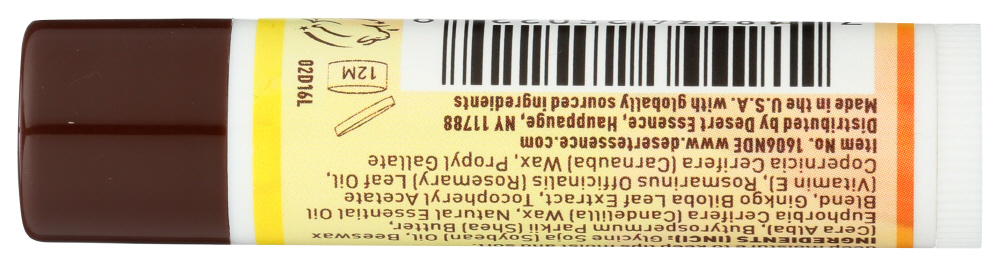 INGREDIENTS (INCI): Glycine Soja (Soybean) Oil, Beeswax
(Cera Alba), Butyrospermum Parkii (Shea) Butter,
Euphorbia Cerifera (Candelilla) Wax, Natural Essential Oil
Blend, Ginkgo Biloba Leaf Extract, Tocopheryl Acetate
(Vitamin E), Rosmarinus Officinalis (Rosemary) Leaf Oil,
Copernicia Cerifera (Carnauba) Wax, Propyl Gallate
Item No. 1606NDE www.desertessence.com
Distributed by Desert Essence, Hauppauge, NY 11788
Made in the U.S.A. with globally sourced ingredients
12M
02D16L